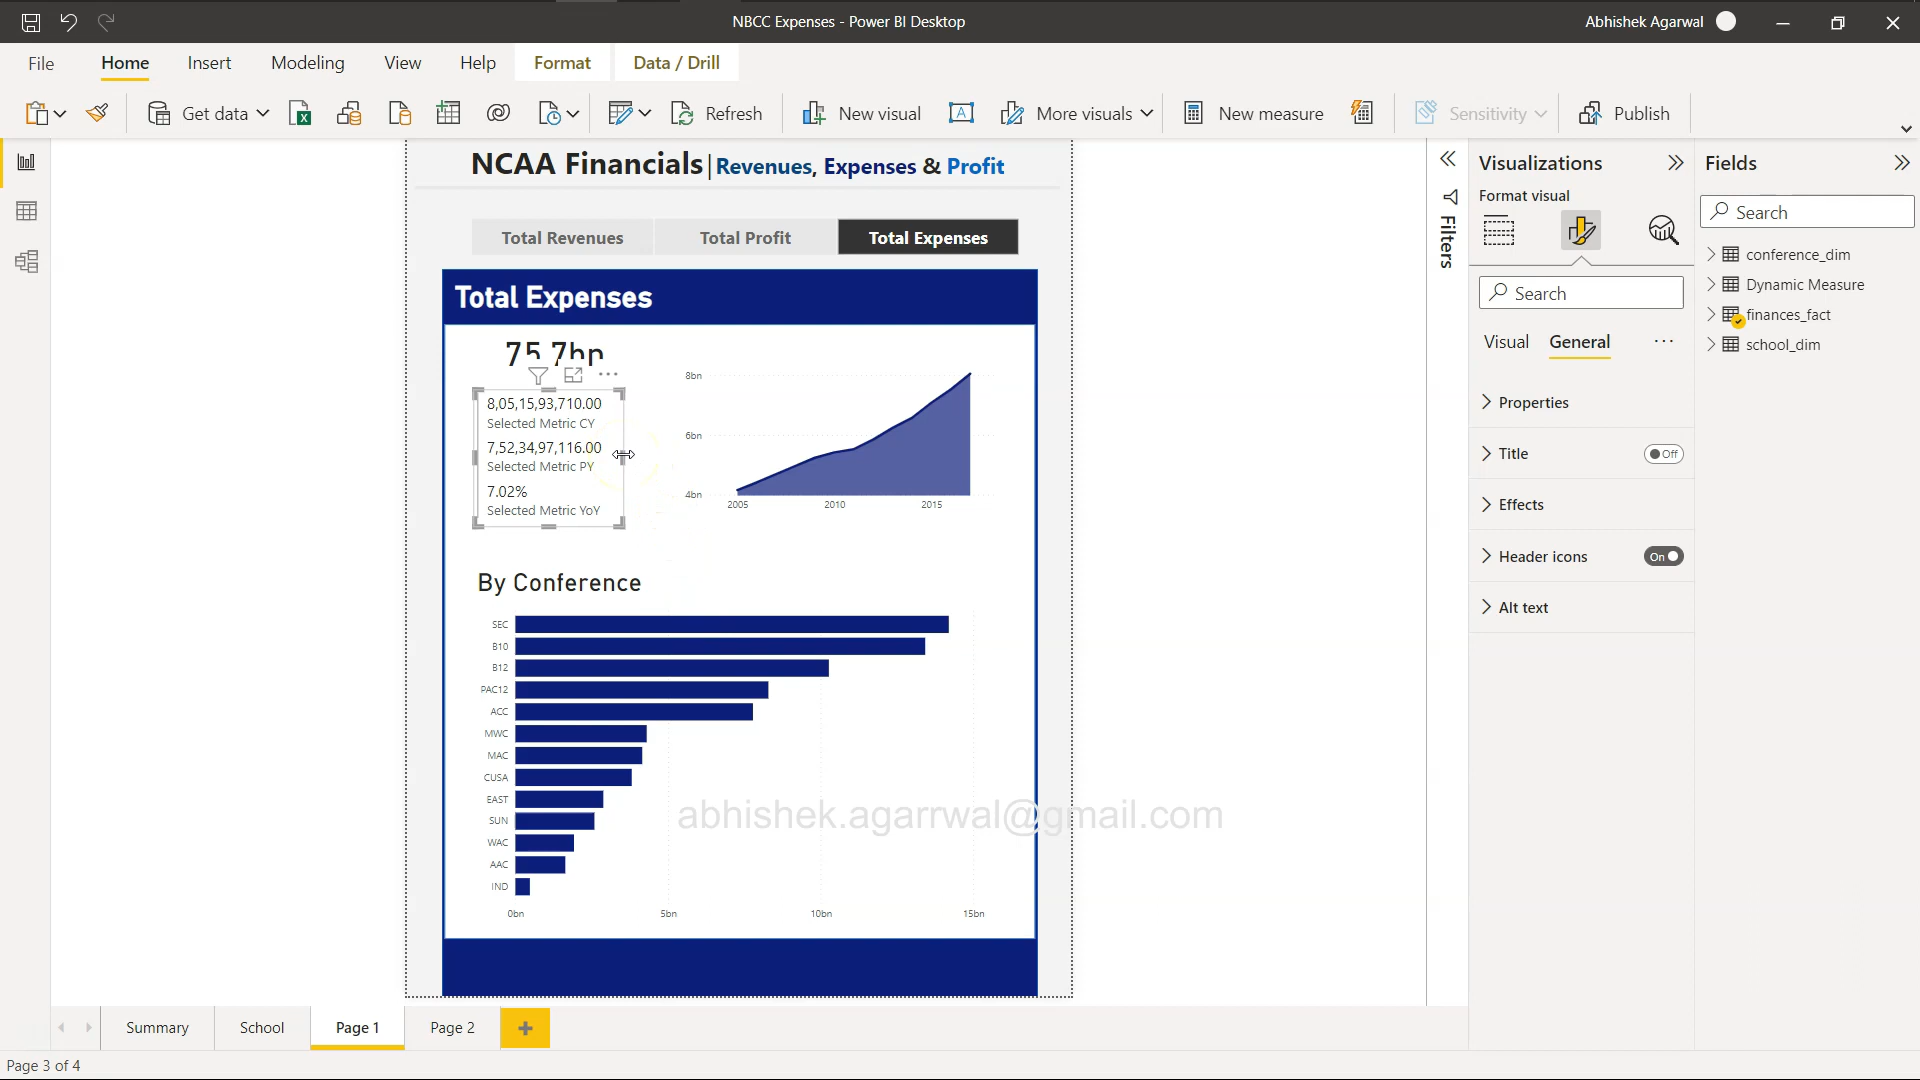 NBCC Expenses - Power BI Desktop
Abhishek Agarwal
File Home Insert Modeling View Help Format Data / Drill
Get data Refresh New visual More visuals New measure Sensitivity Publish
NCAA Financials | Revenues, Expenses & Profit
Total Revenues Total Profit Total Expenses
Total Expenses
75.7bn
8,05,15,93,710.00
Selected Metric CY
7,52,34,97,116.00
Selected Metric PY
7.02%
Selected Metric YoY
8bn
6bn
4bn
2005 2010 2015
By Conference
SEC
B10
B12
PAC12
ACC
MWC
MAC
CUSA
EAST
SUN
WAC
AAC
IND
0bn 5bn 10bn 15bn
abhishek.agarrwal@gmail.com
Filters
Visualizations
Format visual
Search
Visual General
Properties
Title Off
Effects
Header icons On
Alt text
Fields
Search
conference_dim
Dynamic Measure
finances_fact
school_dim
Summary School Page 1 Page 2
Page 3 of 4